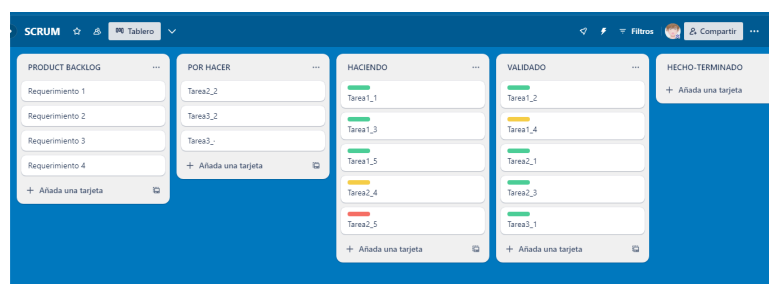 SCRUM Tablero Filtros Compartir
PRODUCT BACKLOG
Requerimiento 1
Requerimiento 2
Requerimiento 3
Requerimiento 4
+ Añada una tarjeta
POR HACER
Tarea2_2
Tarea3_2
Tarea3_
+ Añada una tarjeta
HACIENDO
Tarea1_1
Tarea1_3
Tarea1_5
Tarea2_4
Tarea2_5
+ Añada una tarjeta
VALIDADO
Tarea1_2
Tarea1_4
Tarea2_1
Tarea2_3
Tarea3_1
+ Añada una tarjeta
HECHO-TERMINADO
+ Añada una tarjeta